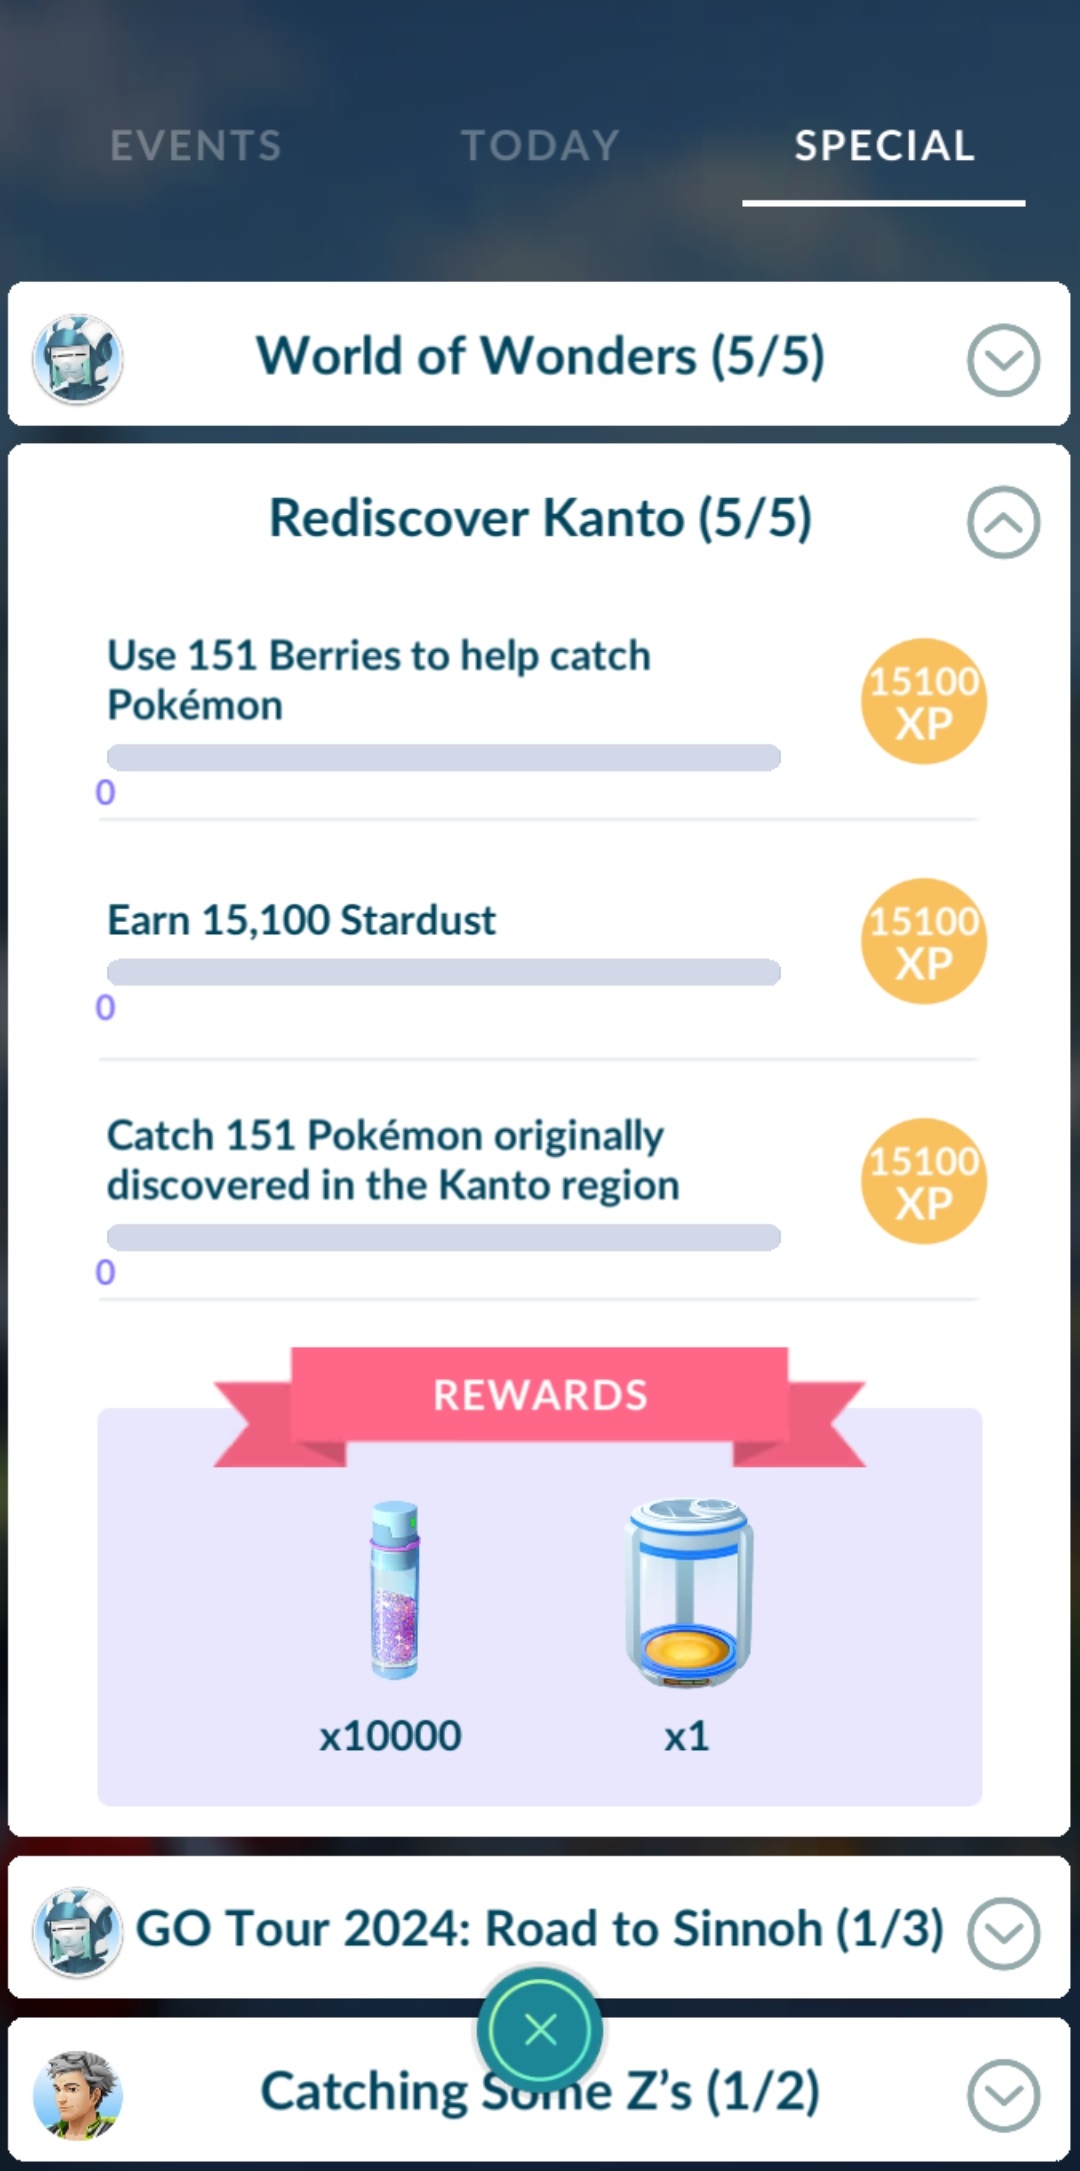 EVENTS TODAY SPECIAL
World of Wonders (5/5)
Rediscover Kanto (5/5)
Use 151 Berries to help catch
Pokémon
15100
XP
0
Earn 15,100 Stardust
15100
XP
0
Catch 151 Pokémon originally
discovered in the Kanto region
15100
XP
0
REWARDS
x10000 x1
GO Tour 2024: Road to Sinnoh (1/3)
Catching Some Z’s (1/2)